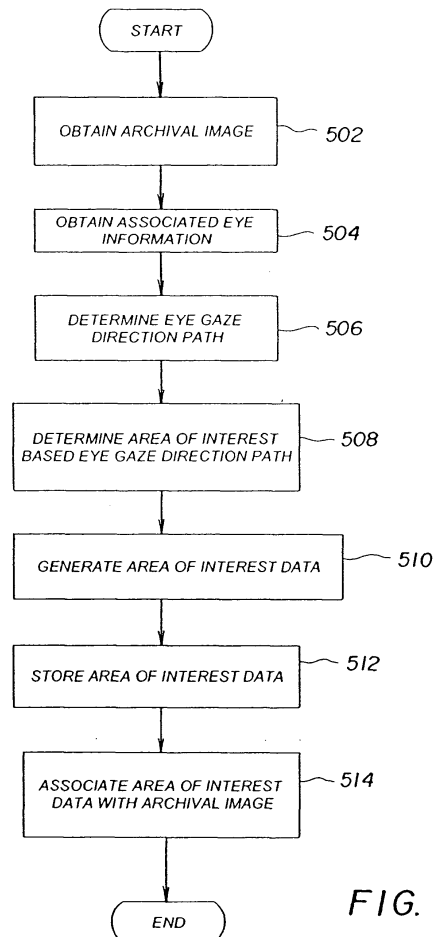 START
OBTAIN ARCHIVAL IMAGE
502
OBTAIN ASSOCIATED EYE
INFORMATION
504
DETERMINE EYE GAZE
DIRECTION PATH
506
DETERMINE AREA OF INTEREST
BASED EYE GAZE DIRECTION PATH
508
GENERATE AREA OF INTEREST DATA
510
STORE AREA OF INTEREST DATA
512
ASSOCIATE AREA OF INTEREST
DATA WITH ARCHIVAL IMAGE
514
END
FIG.